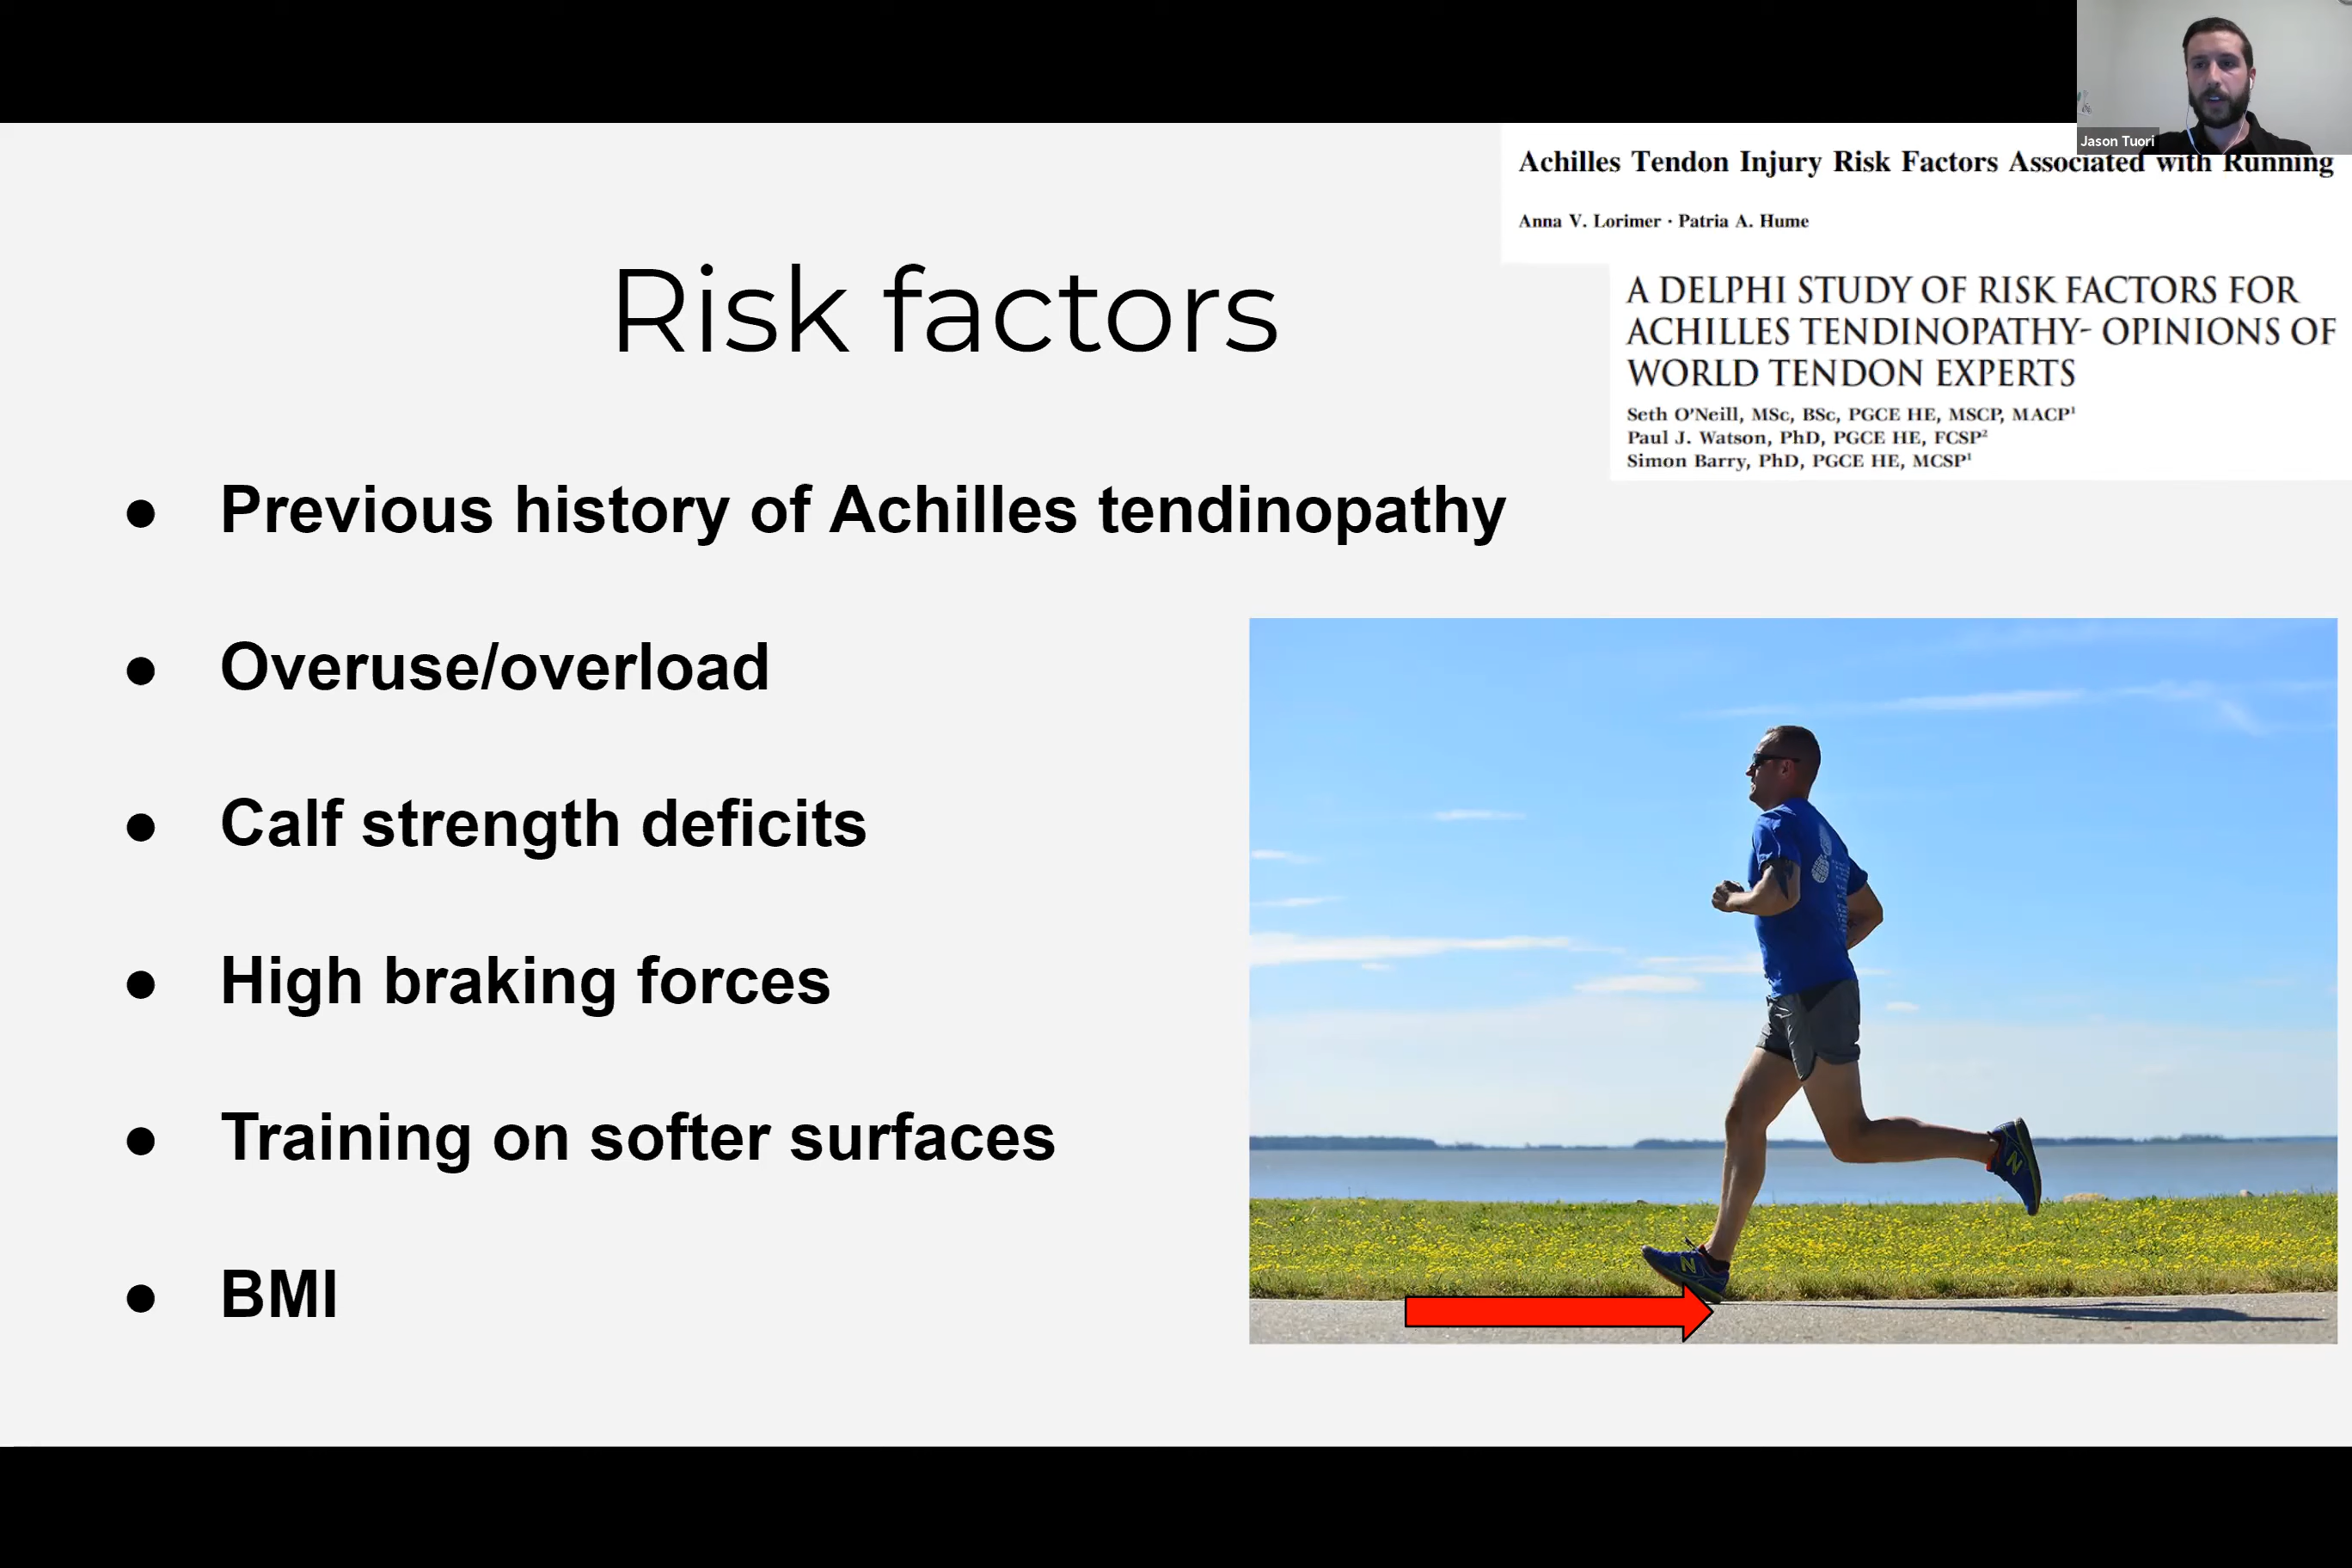 Jason Tuori
Achilles Tendon Injury Risk Factors Associated with Running
Anna V. Lorimer · Patria A. Hume
A DELPHI STUDY OF RISK FACTORS FOR
ACHILLES TENDINOPATHY- OPINIONS OF
WORLD TENDON EXPERTS
Seth O'Neill, MSc, BSc, PGCE HE, MSCP, MACP¹
Paul J. Watson, PhD, PGCE HE, FCSP²
Simon Barry, PhD, PGCE HE, MCSP¹
Risk factors
● Previous history of Achilles tendinopathy
● Overuse/overload
● Calf strength deficits
● High braking forces
● Training on softer surfaces
● BMI
N
N